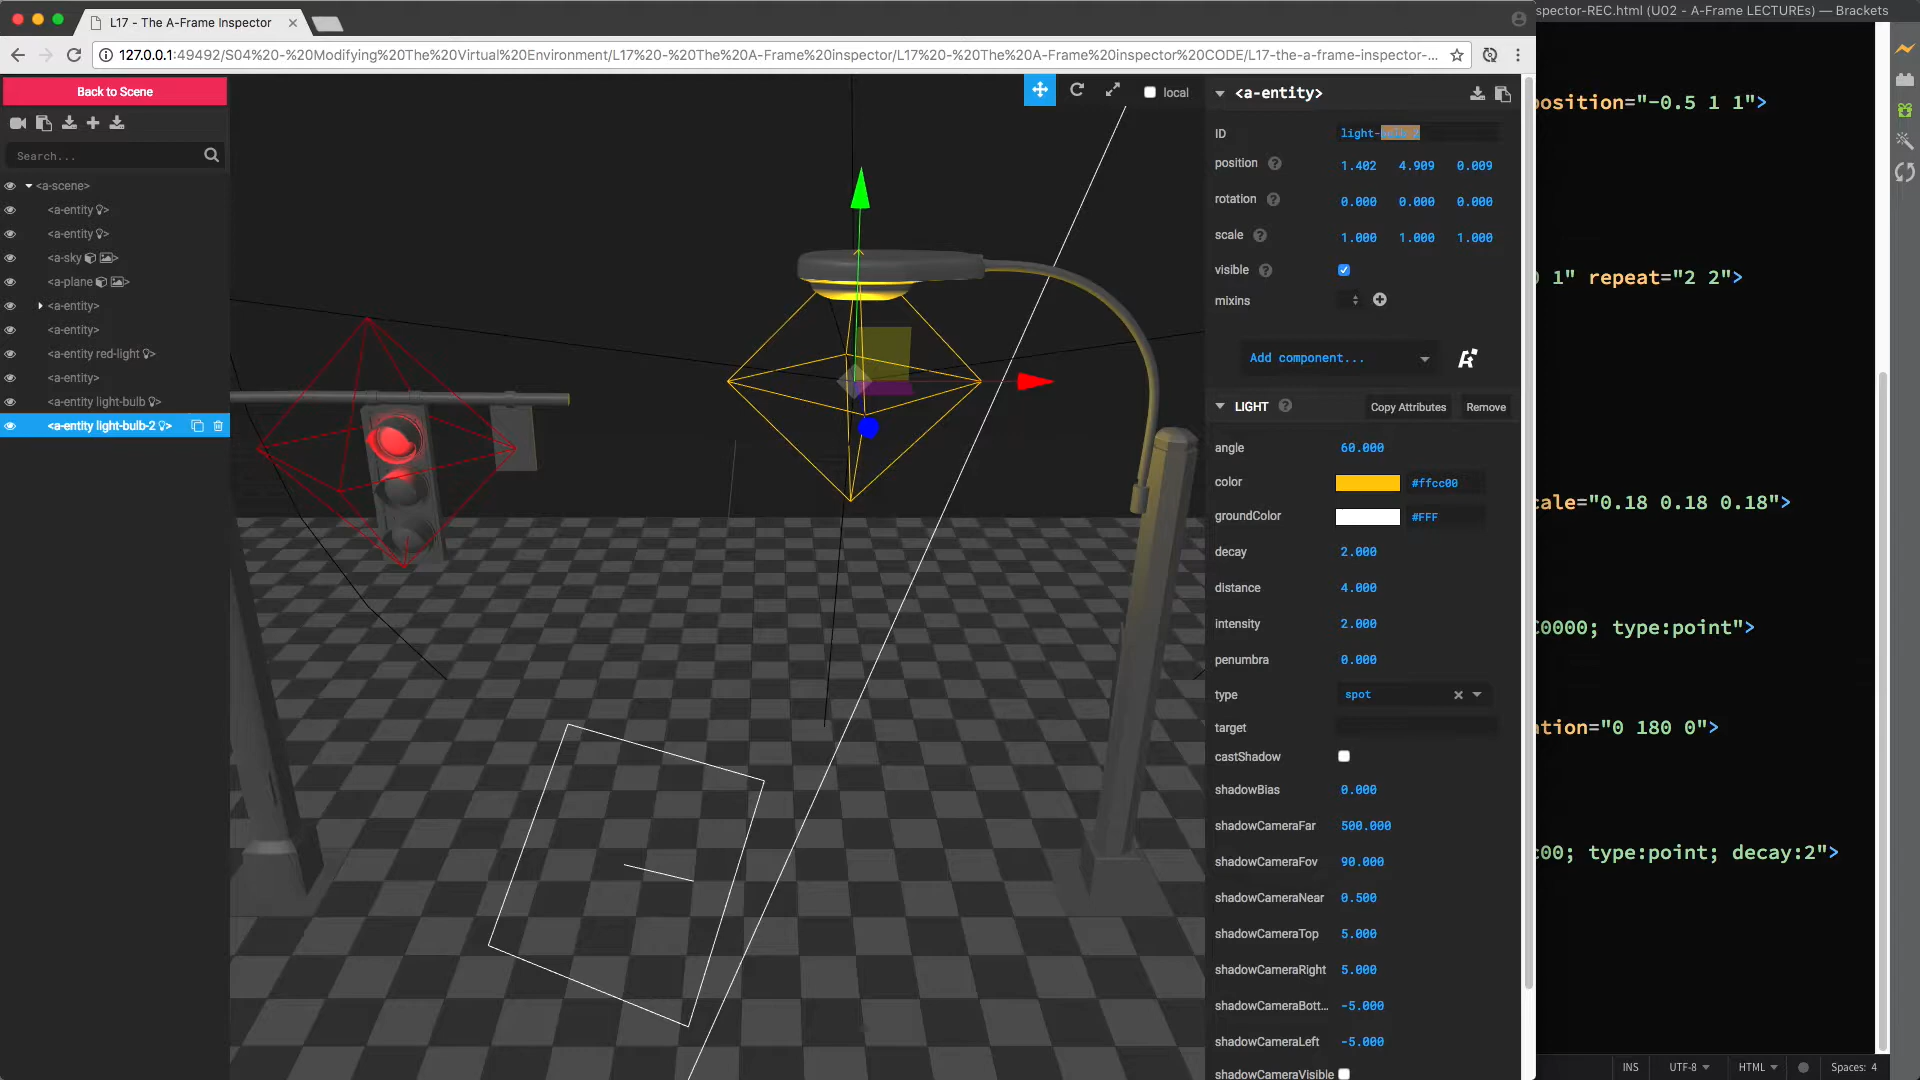 L17 - The A-Frame Inspector
spector-REC.html (U02 - A-Frame LECTUREs) — Brackets
127.0.0.1:49492/S04%20-%20Modifying%20The%20Virtual%20Environment/L17%20-%20The%20A-Frame%20inspector/L17%20-%20The%20A-Frame%20inspector%20CODE/L17-the-a-frame-inspector-...
Back to Scene
Search...
<a-scene>
<a-entity >
<a-entity >
<a-sky >
<a-plane >
<a-entity>
<a-entity>
<a-entity red-light >
<a-entity>
<a-entity light-bulb >
<a-entity light-bulb-2 >
local
<a-entity>
ID light-
position 1.402 4.909 0.009
rotation 0.000 0.000 0.000
scale 1.000 1.000 1.000
visible
mixins
Add component...
LIGHT Copy Attributes Remove
angle 60.000
color #ffcc00
groundColor #FFF
decay 2.000
distance 4.000
intensity 2.000
penumbra 0.000
type spot
target
castShadow
shadowBias 0.000
shadowCameraFar 500.000
shadowCameraFov 90.000
shadowCameraNear 0.500
shadowCameraTop 5.000
shadowCameraRight 5.000
shadowCameraBott... -5.000
shadowCameraLeft -5.000
shadowCameraVisible
osition="-0.5 1 1">
0 1" repeat="2 2">
cale="0.18 0.18 0.18">
C0000; type:point">
ation="0 180 0">
c00; type:point; decay:2">
INS UTF-8 HTML Spaces: 4